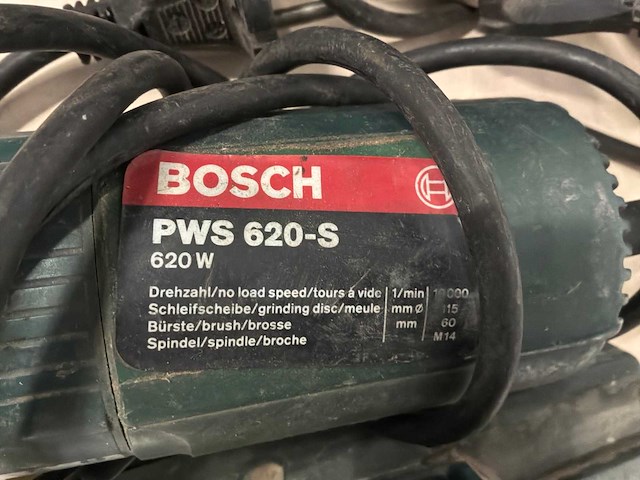 BOSCH
PWS 620-S
620 W
Drehzahl/no load speed/tours à vide 1/min
Schleifscheibe/grinding disc/meule mm Ø
Bürste/brush/brosse mm 60
Spindel/spindle/broche M14